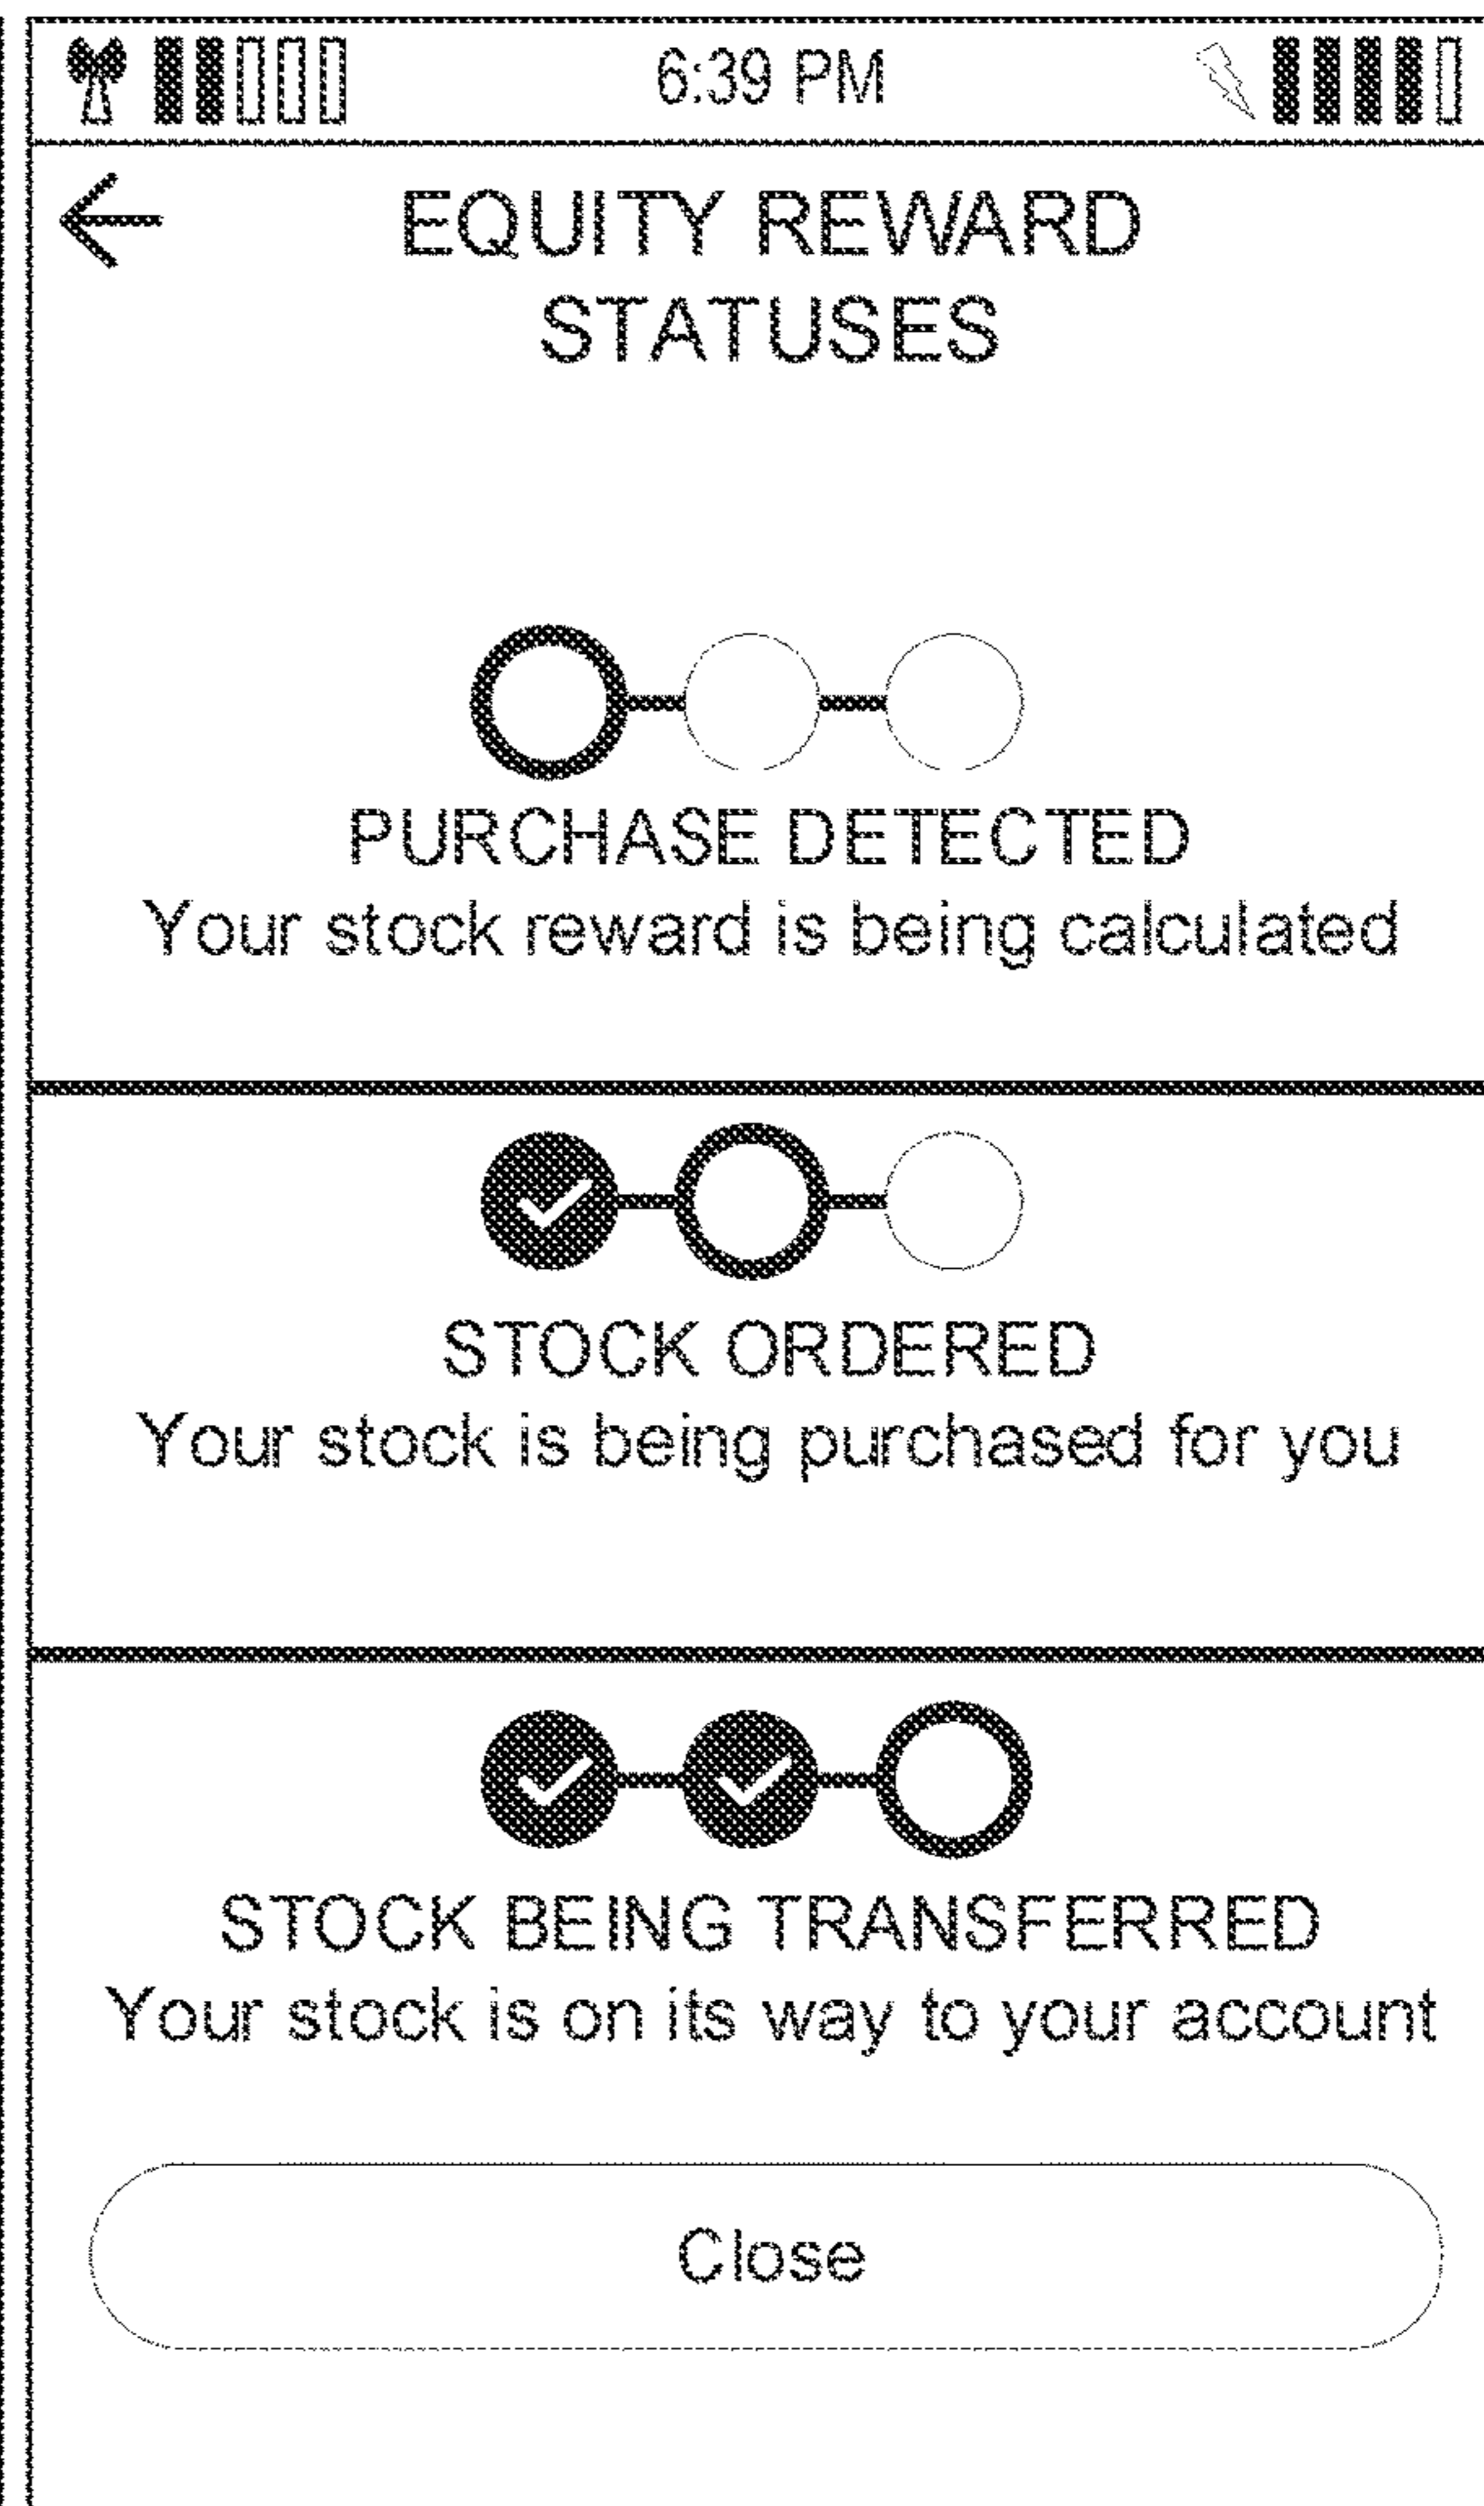 6:39 PM
EQUITY REWARD
STATUSES
PURCHASE DETECTED
Your stock reward is being calculated
STOCK ORDERED
Your stock is being purchased for you
STOCK BEING TRANSFERRED
Your stock is on its way to your account
Close